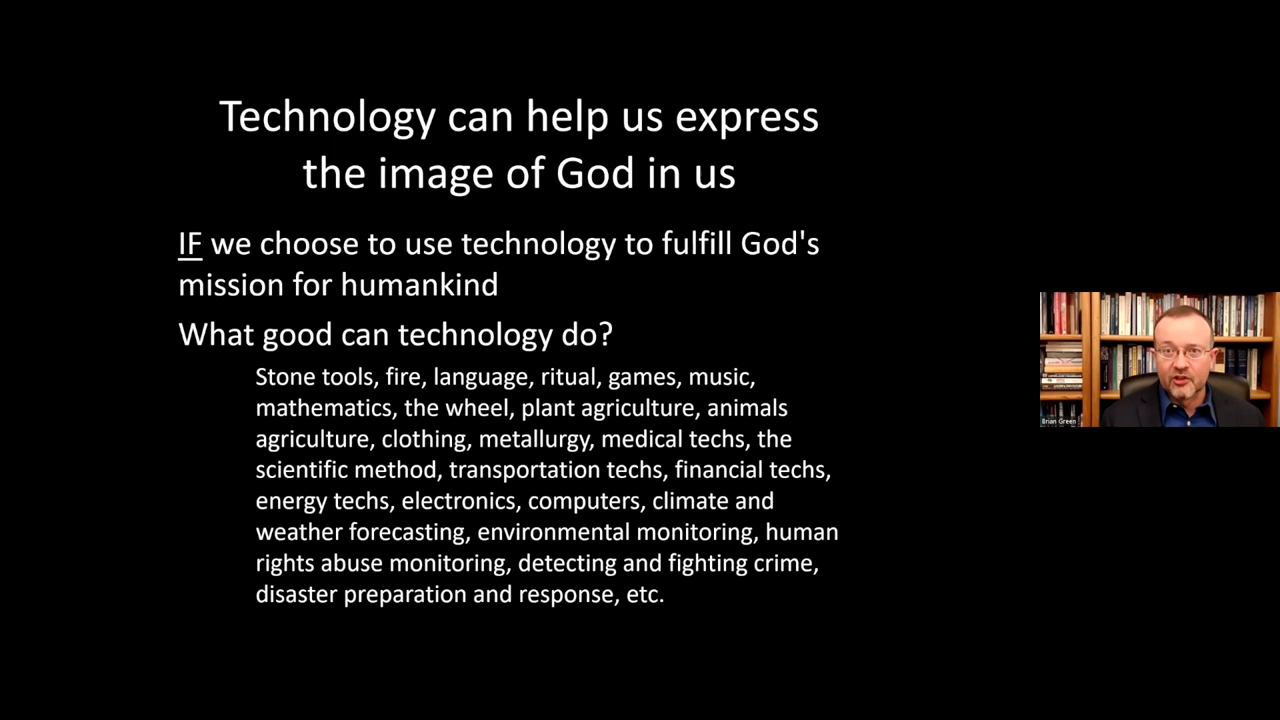 Technology can help us express
the image of God in us
IF we choose to use technology to fulfill God's
mission for humankind
What good can technology do?
Stone tools, fire, language, ritual, games, music,
mathematics, the wheel, plant agriculture, animals
agriculture, clothing, metallurgy, medical techs, the
scientific method, transportation techs, financial techs,
energy techs, electronics, computers, climate and
weather forecasting, environmental monitoring, human
rights abuse monitoring, detecting and fighting crime,
disaster preparation and response, etc.
Brian Green